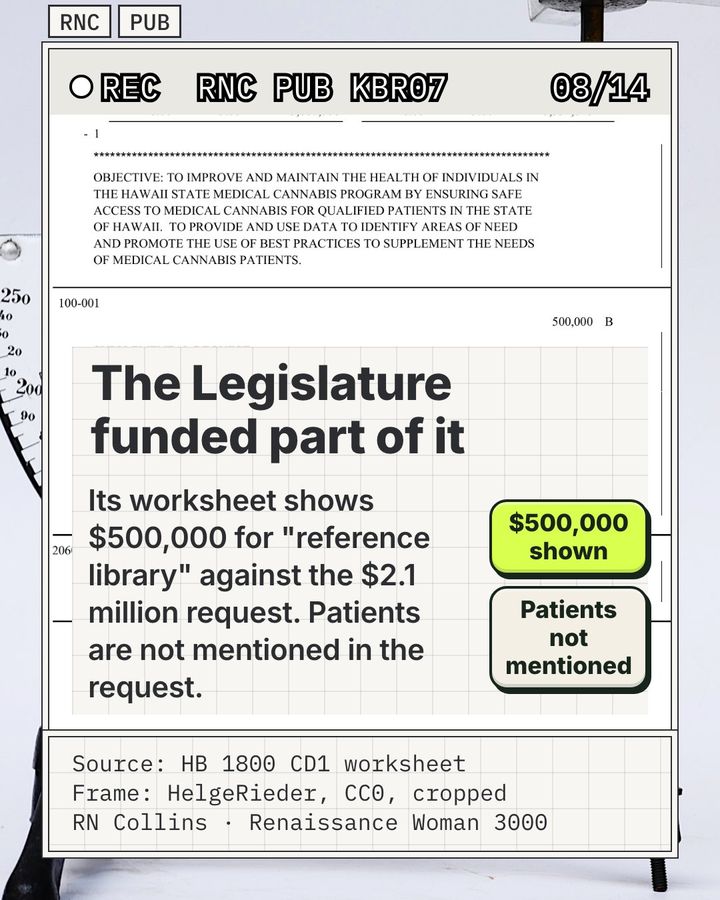 RNC PUB
REC RNC PUB KBR07 08/14
- 1
OBJECTIVE: TO IMPROVE AND MAINTAIN THE HEALTH OF INDIVIDUALS IN
THE HAWAII STATE MEDICAL CANNABIS PROGRAM BY ENSURING SAFE
ACCESS TO MEDICAL CANNABIS FOR QUALIFIED PATIENTS IN THE STATE
OF HAWAII. TO PROVIDE AND USE DATA TO IDENTIFY AREAS OF NEED
AND PROMOTE THE USE OF BEST PRACTICES TO SUPPLEMENT THE NEEDS
OF MEDICAL CANNABIS PATIENTS.
100-001
500,000 B
250
20
10
200
90
The Legislature
funded part of it
Its worksheet shows
$500,000 for "reference
library" against the $2.1
million request. Patients
are not mentioned in the
request.
$500,000
shown
Patients
not
mentioned
206
Source: HB 1800 CD1 worksheet
Frame: HelgeRieder, CC0, cropped
RN Collins · Renaissance Woman 3000